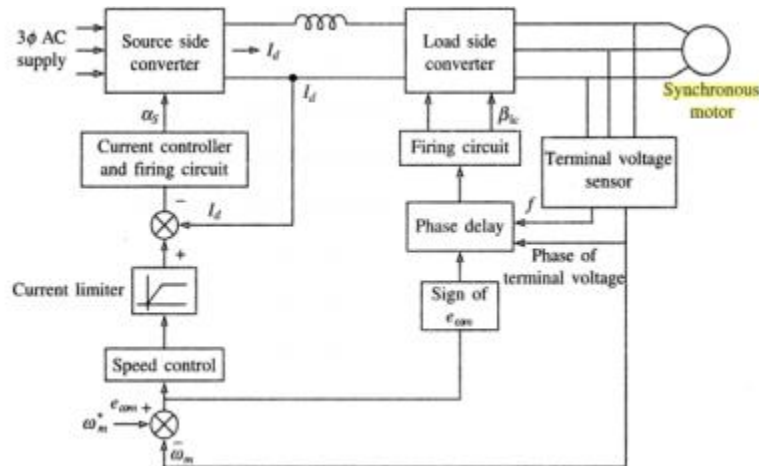 3ϕ AC
supply
Source side
converter
I_d
I_d
Load side
converter
Synchronous
motor
α_S
β_lc
Current controller
and firing circuit
Firing circuit
Terminal voltage
sensor
−
I_d
f
Phase delay
+
Phase of
terminal voltage
Current limiter
Sign of
e_ωm
Speed control
e_ωm +
ω*_m
−
ω_m